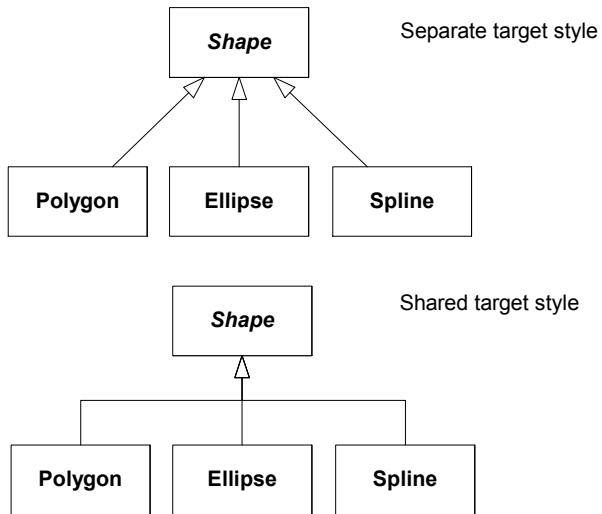 Shape
Separate target style
Polygon
Ellipse
Spline
Shape
Shared target style
Polygon
Ellipse
Spline